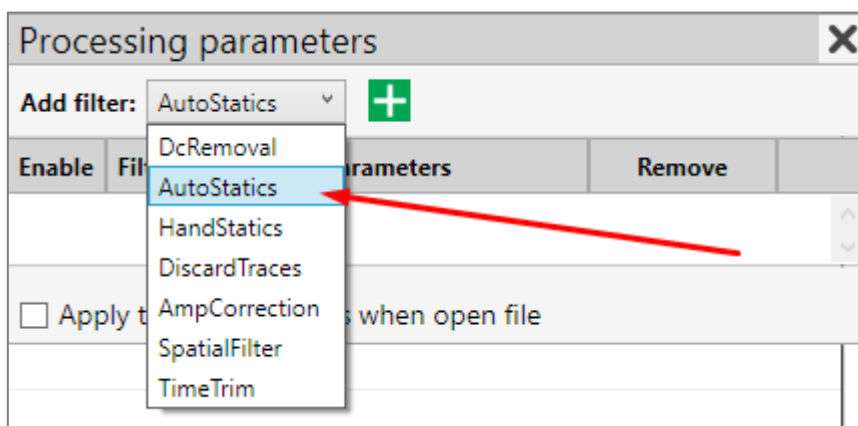 Processing parameters
Add filter: AutoStatics
DcRemoval
Enable Fil rameters Remove
AutoStatics
HandStatics
DiscardTraces
Apply t s when open file
AmpCorrection
SpatialFilter
TimeTrim